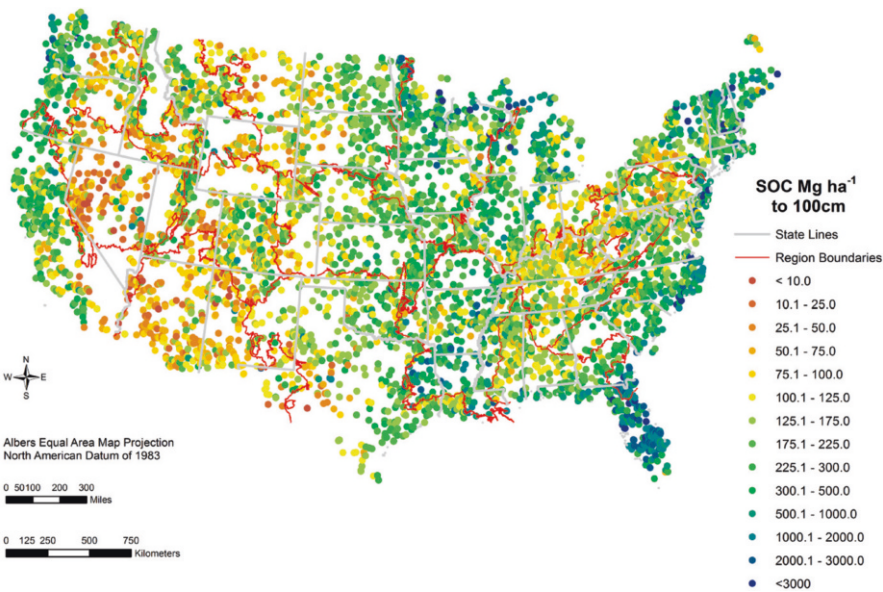 SOC Mg ha⁻¹
to 100cm
State Lines
Region Boundaries
< 10.0
10.1 - 25.0
25.1 - 50.0
50.1 - 75.0
75.1 - 100.0
100.1 - 125.0
125.1 - 175.0
175.1 - 225.0
225.1 - 300.0
300.1 - 500.0
500.1 - 1000.0
1000.1 - 2000.0
2000.1 - 3000.0
<3000
N
W E
S
Albers Equal Area Map Projection
North American Datum of 1983
0 50100 200 300
Miles
0 125 250 500 750
Kilometers